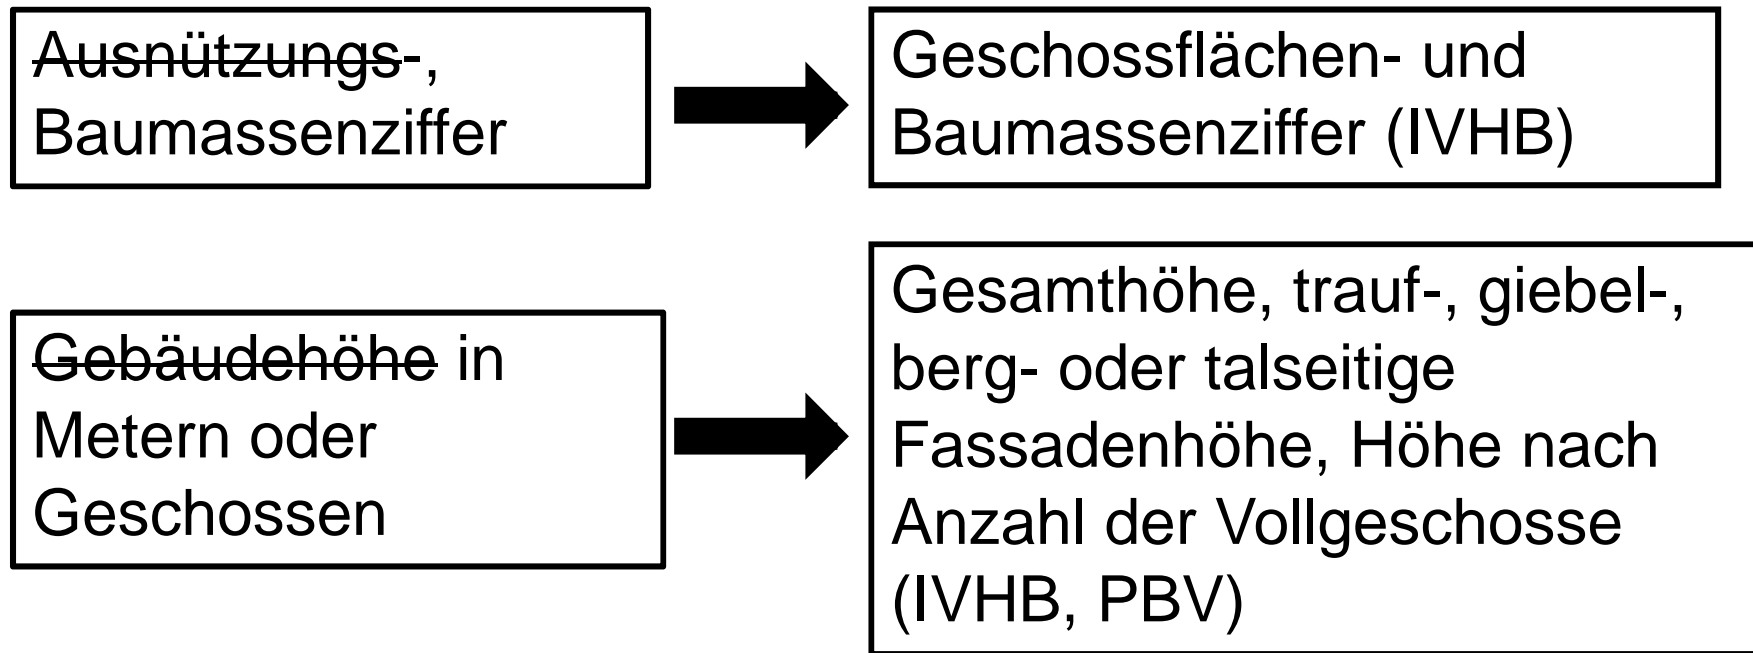 Ausnützungs-,
Baumassenziffer
Geschossflächen- und
Baumassenziffer (IVHB)
Gebäudehöhe in
Metern oder
Geschossen
Gesamthöhe, trauf-, giebel-,
berg- oder talseitige
Fassadenhöhe, Höhe nach
Anzahl der Vollgeschosse
(IVHB, PBV)